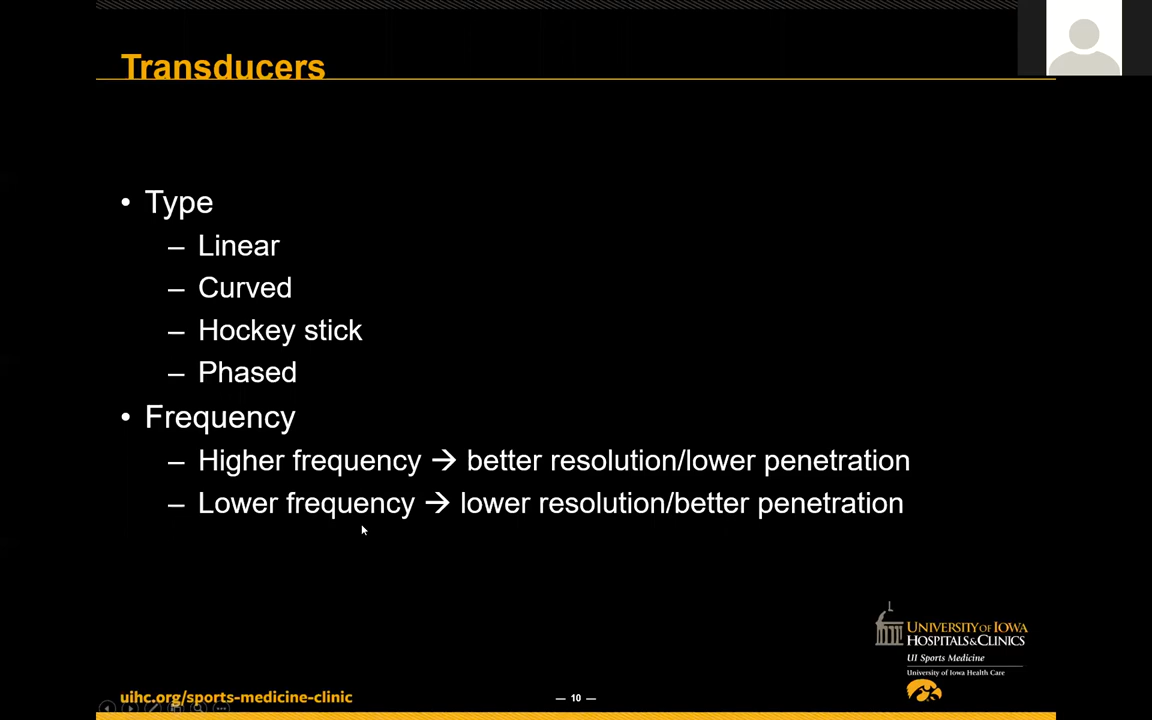 Transducers
• Type
– Linear
– Curved
– Hockey stick
– Phased
• Frequency
– Higher frequency → better resolution/lower penetration
– Lower frequency → lower resolution/better penetration
UNIVERSITY OF IOWA
HOSPITALS & CLINICS
UI Sports Medicine
University of Iowa Health Care
uihc.org/sports-medicine-clinic
— 10 —